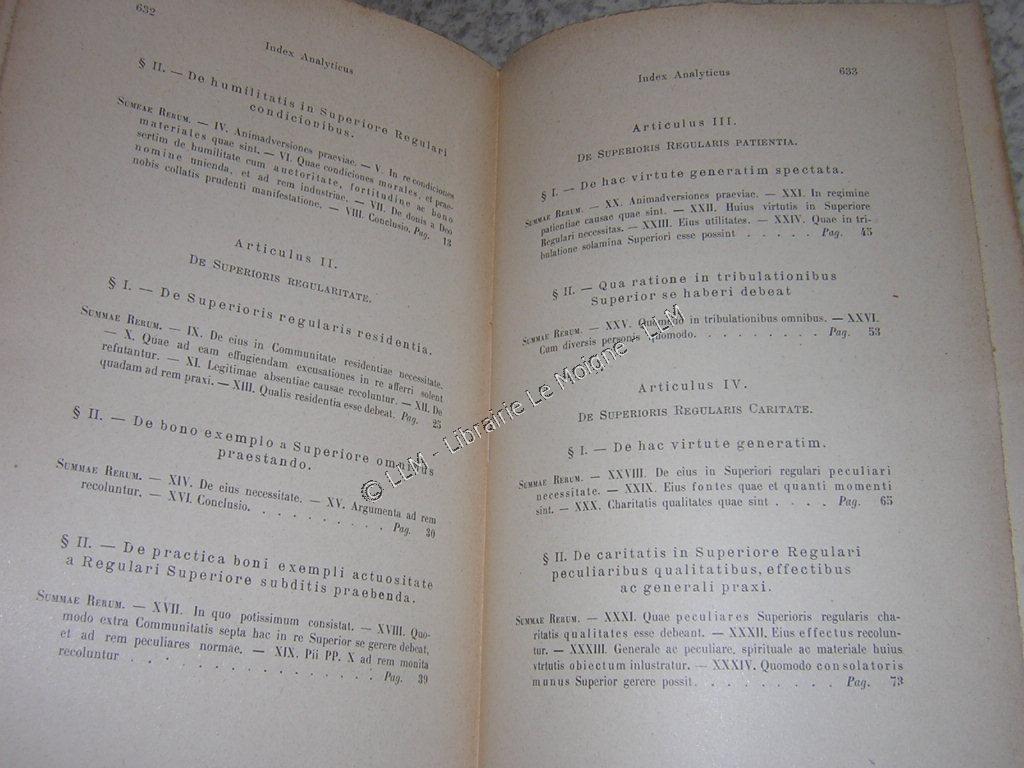 632
Index Analyticus
§ II. — De humilitatis in Superiore Regulari
condicionibus.
SUMMAE RERUM. — IV. Animadversiones praeviae. — V. In re condiciones
materiales quae sint. — VI. Quae condiciones morales, et prae-
sertim de humilitate cum auctoritate, fortitudine ac bono
nomine unienda, et ad rem industriae. — VII. De donis a Deo
nobis collatis prudenti manifestatione. — VIII. Conclusio. Pag. 13
Articulus II.
DE SUPERIORIS REGULARITATE.
§ I. — De Superioris regularis residentia.
SUMMAE RERUM. — IX. De eius in Communitate residentiae necessitate.
— X. Quae ad eam effugiendam excusationes in re afferri solent
refutantur. — XI. Legitimae absentiae causae recoluntur. — XII. De
quadam ad rem praxi. — XIII. Qualis residentia esse debeat. Pag. 25
§ II. — De bono exemplo a Superiore omnibus
praestando.
SUMMAE RERUM. — XIV. De eius necessitate. — XV. Argumenta ad rem
recoluntur. — XVI. Conclusio. . . . . . . . . . Pag. 30
§ II. — De practica boni exempli actuositate
a Regulari Superiore subditis praebenda.
SUMMAE RERUM. — XVII. In quo potissimum consistat. — XVIII. Quo-
modo extra Communitatis septa hac in re Superior se gerere debeat,
et ad rem peculiares normae. — XIX. Pii PP. X ad rem monita
recoluntur . . . . . . . . . . . . . Pag. 39
Index Analyticus
633
Articulus III.
DE SUPERIORIS REGULARIS PATIENTIA.
§ I. — De hac virtute generatim spectata.
SUMMAE RERUM. — XX. Animadversiones praeviae. — XXI. In regimine
patientiae causae quae sint. — XXII. Huius virtutis in Superiore
Regulari necessitas. — XXIII. Eius utilitates. — XXIV. Quae in tri-
bulatione solamina Superiori esse possint . . . . . Pag. 45
§ II. — Qua ratione in tribulationibus
Superior se haberi debeat
SUMMAE RERUM. — XXV. Quomodo in tribulationibus omnibus. — XXVI.
Cum diversis personis quomodo. . . . . . . . . Pag. 53
Articulus IV.
DE SUPERIORIS REGULARIS CARITATE.
§ I. — De hac virtute generatim.
SUMMAE RERUM. — XXVIII. De eius in Superiori regulari peculiari
necessitate. — XXIX. Eius fontes quae et quanti momenti
sint. — XXX. Charitatis qualitates quae sint . . . . Pag. 65
§ II. De caritatis in Superiore Regulari
peculiaribus qualitatibus, effectibus
ac generali praxi.
SUMMAE RERUM. — XXXI. Quae peculiares Superioris regularis cha-
ritatis qualitates esse debeant. — XXXII. Eius effectus recolun-
tur. — XXXIII. Generale ac peculiare, spirituale ac materiale huius
virtutis obiectum inlustratur. — XXXIV. Quomodo consolatoris
munus Superior gerere possit. . . . . . . . . Pag. 73
© LLM - Librairie Le Moigne - LLM